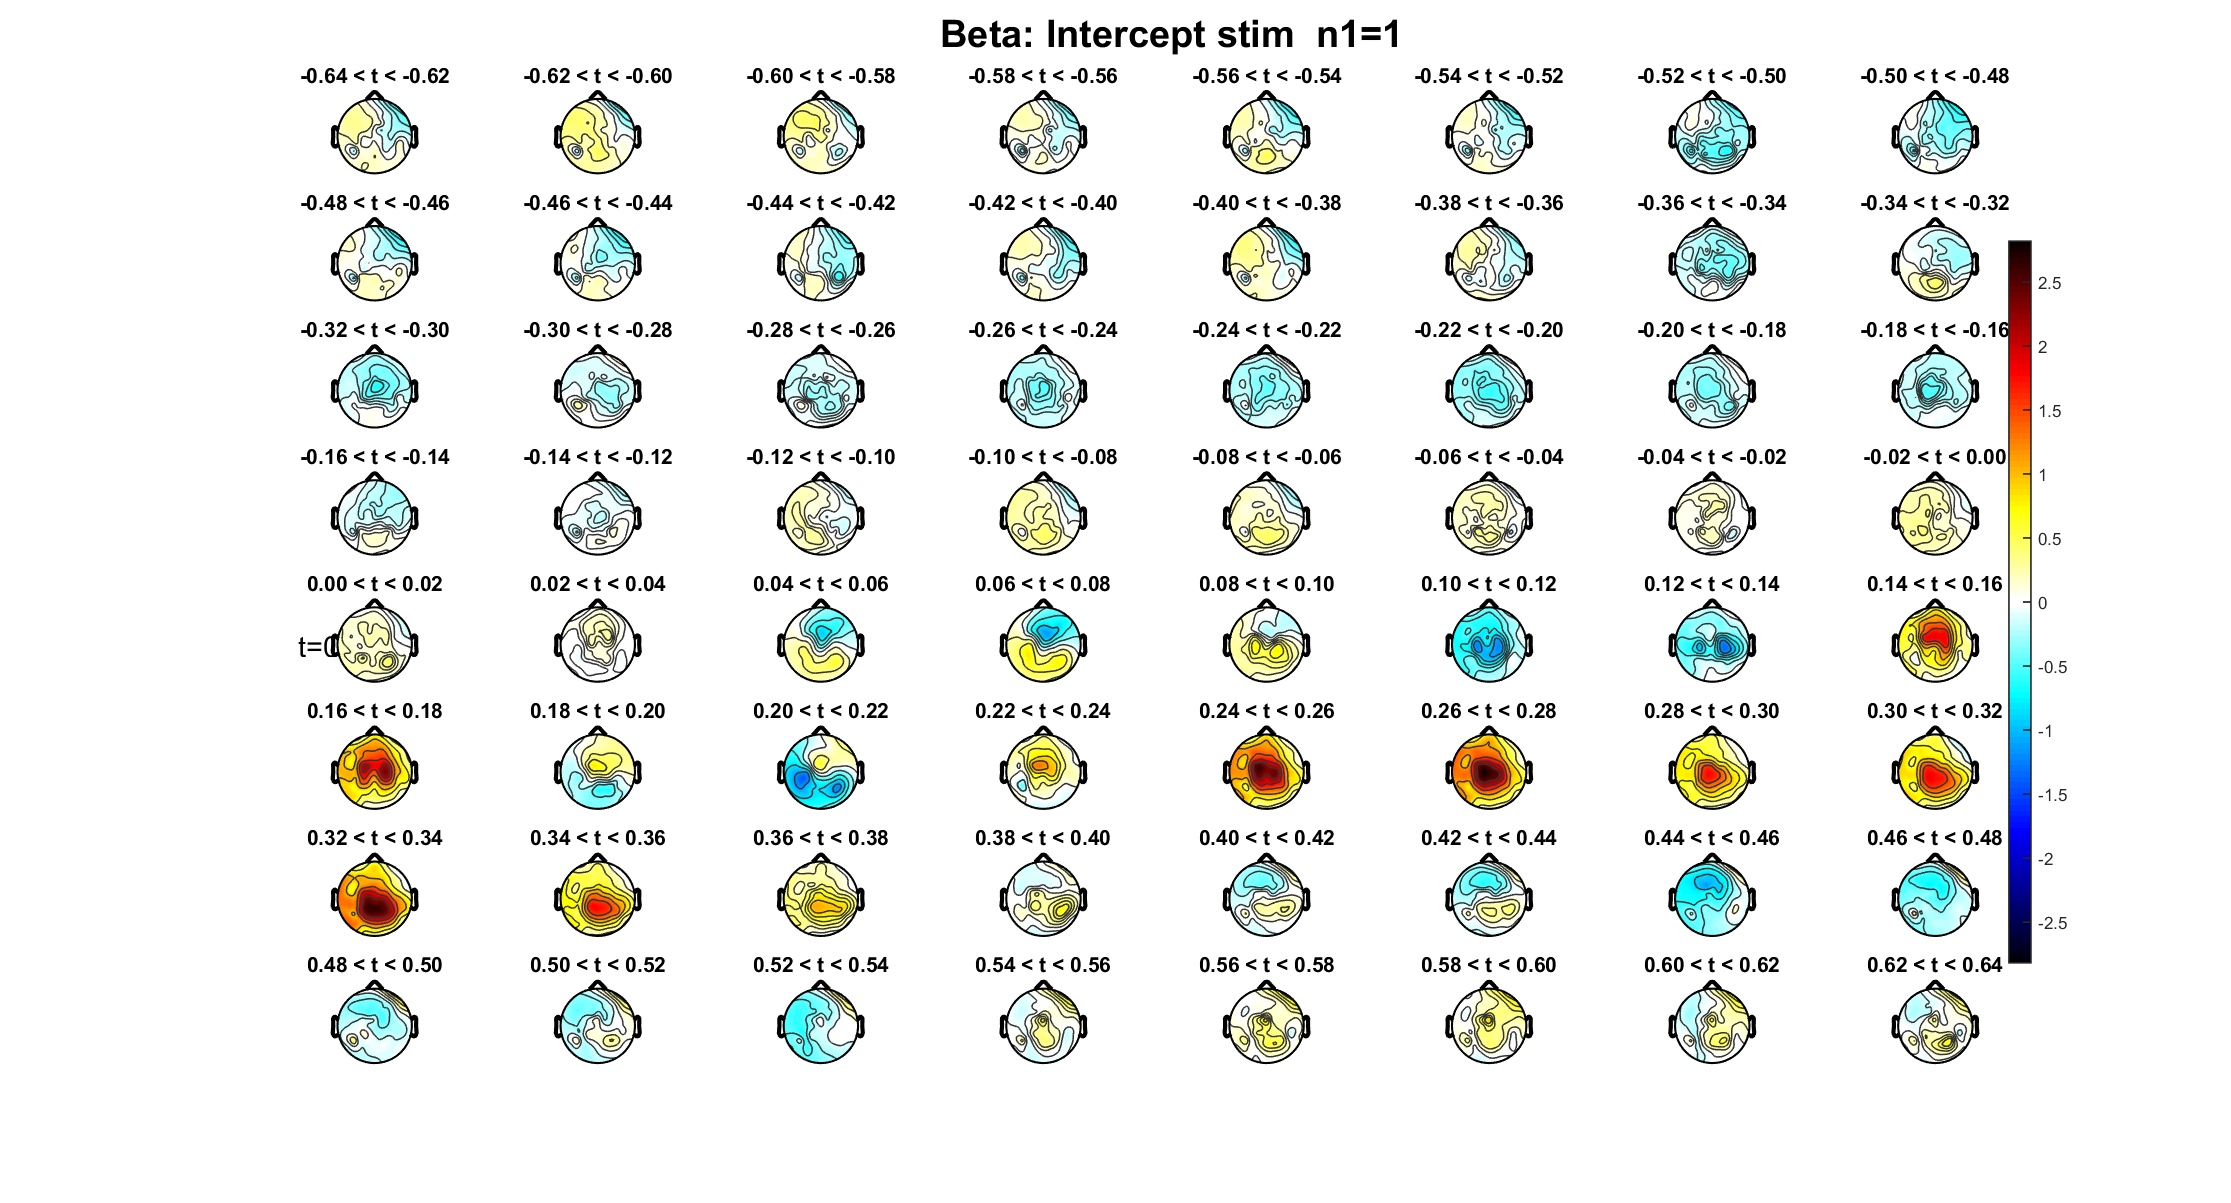 Beta: Intercept stim  n1=1
-0.64 < t < -0.62 -0.62 < t < -0.60 -0.60 < t < -0.58 -0.58 < t < -0.56 -0.56 < t < -0.54 -0.54 < t < -0.52 -0.52 < t < -0.50 -0.50 < t < -0.48
-0.48 < t < -0.46 -0.46 < t < -0.44 -0.44 < t < -0.42 -0.42 < t < -0.40 -0.40 < t < -0.38 -0.38 < t < -0.36 -0.36 < t < -0.34 -0.34 < t < -0.32
-0.32 < t < -0.30 -0.30 < t < -0.28 -0.28 < t < -0.26 -0.26 < t < -0.24 -0.24 < t < -0.22 -0.22 < t < -0.20 -0.20 < t < -0.18 -0.18 < t < -0.16
-0.16 < t < -0.14 -0.14 < t < -0.12 -0.12 < t < -0.10 -0.10 < t < -0.08 -0.08 < t < -0.06 -0.06 < t < -0.04 -0.04 < t < -0.02 -0.02 < t < 0.00
0.00 < t < 0.02 0.02 < t < 0.04 0.04 < t < 0.06 0.06 < t < 0.08 0.08 < t < 0.10 0.10 < t < 0.12 0.12 < t < 0.14 0.14 < t < 0.16
t=0
0.16 < t < 0.18 0.18 < t < 0.20 0.20 < t < 0.22 0.22 < t < 0.24 0.24 < t < 0.26 0.26 < t < 0.28 0.28 < t < 0.30 0.30 < t < 0.32
0.32 < t < 0.34 0.34 < t < 0.36 0.36 < t < 0.38 0.38 < t < 0.40 0.40 < t < 0.42 0.42 < t < 0.44 0.44 < t < 0.46 0.46 < t < 0.48
0.48 < t < 0.50 0.50 < t < 0.52 0.52 < t < 0.54 0.54 < t < 0.56 0.56 < t < 0.58 0.58 < t < 0.60 0.60 < t < 0.62 0.62 < t < 0.64
2.5
2
1.5
1
0.5
0
-0.5
-1
-1.5
-2
-2.5